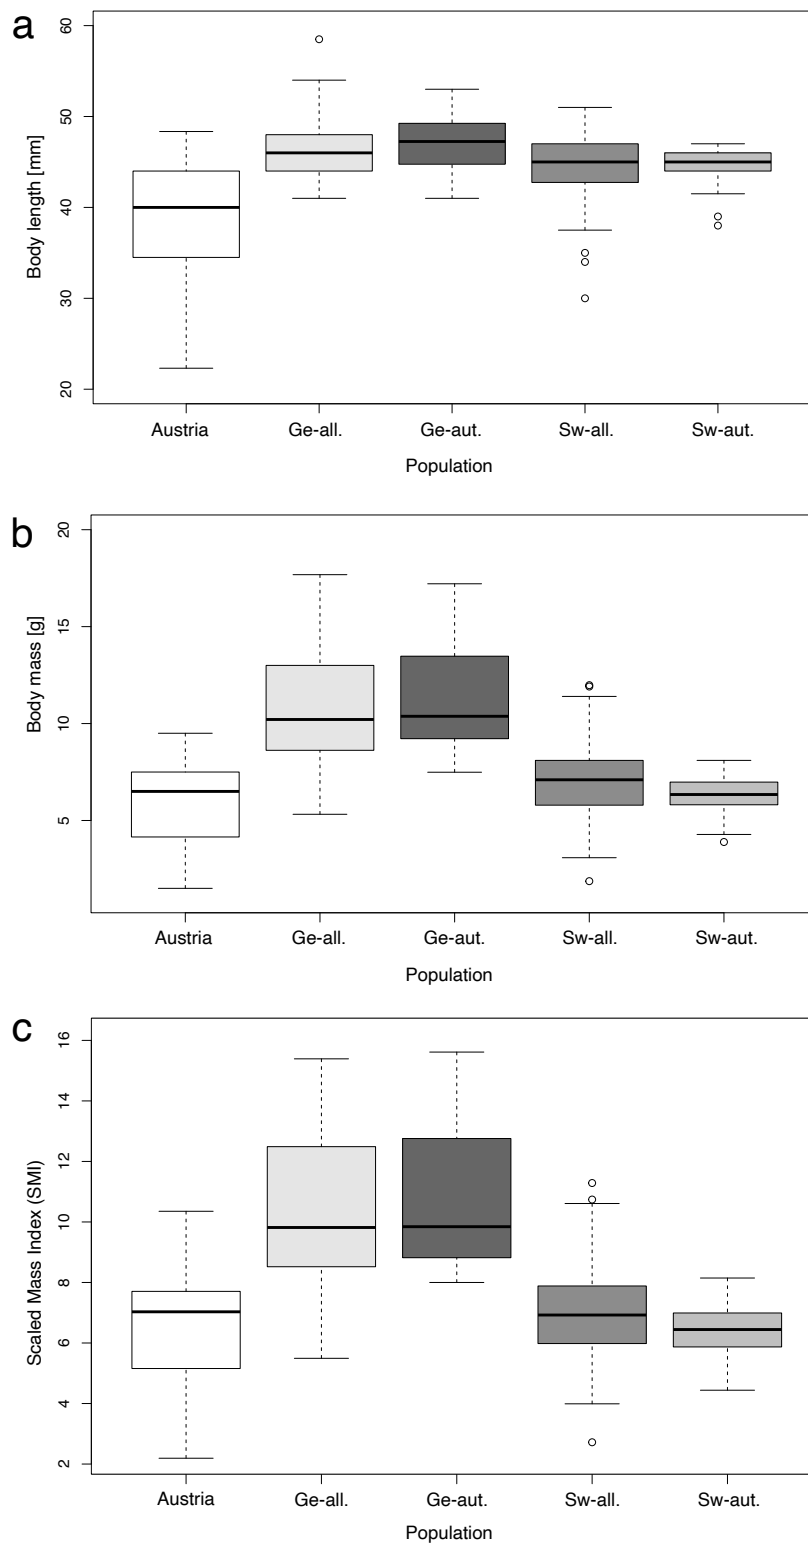 a
60
50
40
30
20
Body length [mm]
Austria Ge-all. Ge-aut. Sw-all. Sw-aut.
Population
b
20
15
10
5
Body mass [g]
Austria Ge-all. Ge-aut. Sw-all. Sw-aut.
Population
c
16
14
12
10
8
6
4
2
Scaled Mass Index (SMI)
Austria Ge-all. Ge-aut. Sw-all. Sw-aut.
Population